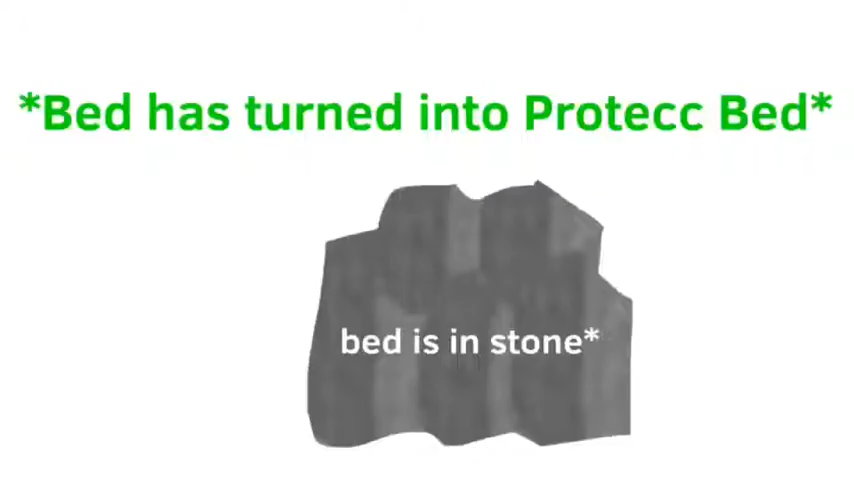 *Bed has turned into Protecc Bed*
bed is in stone*